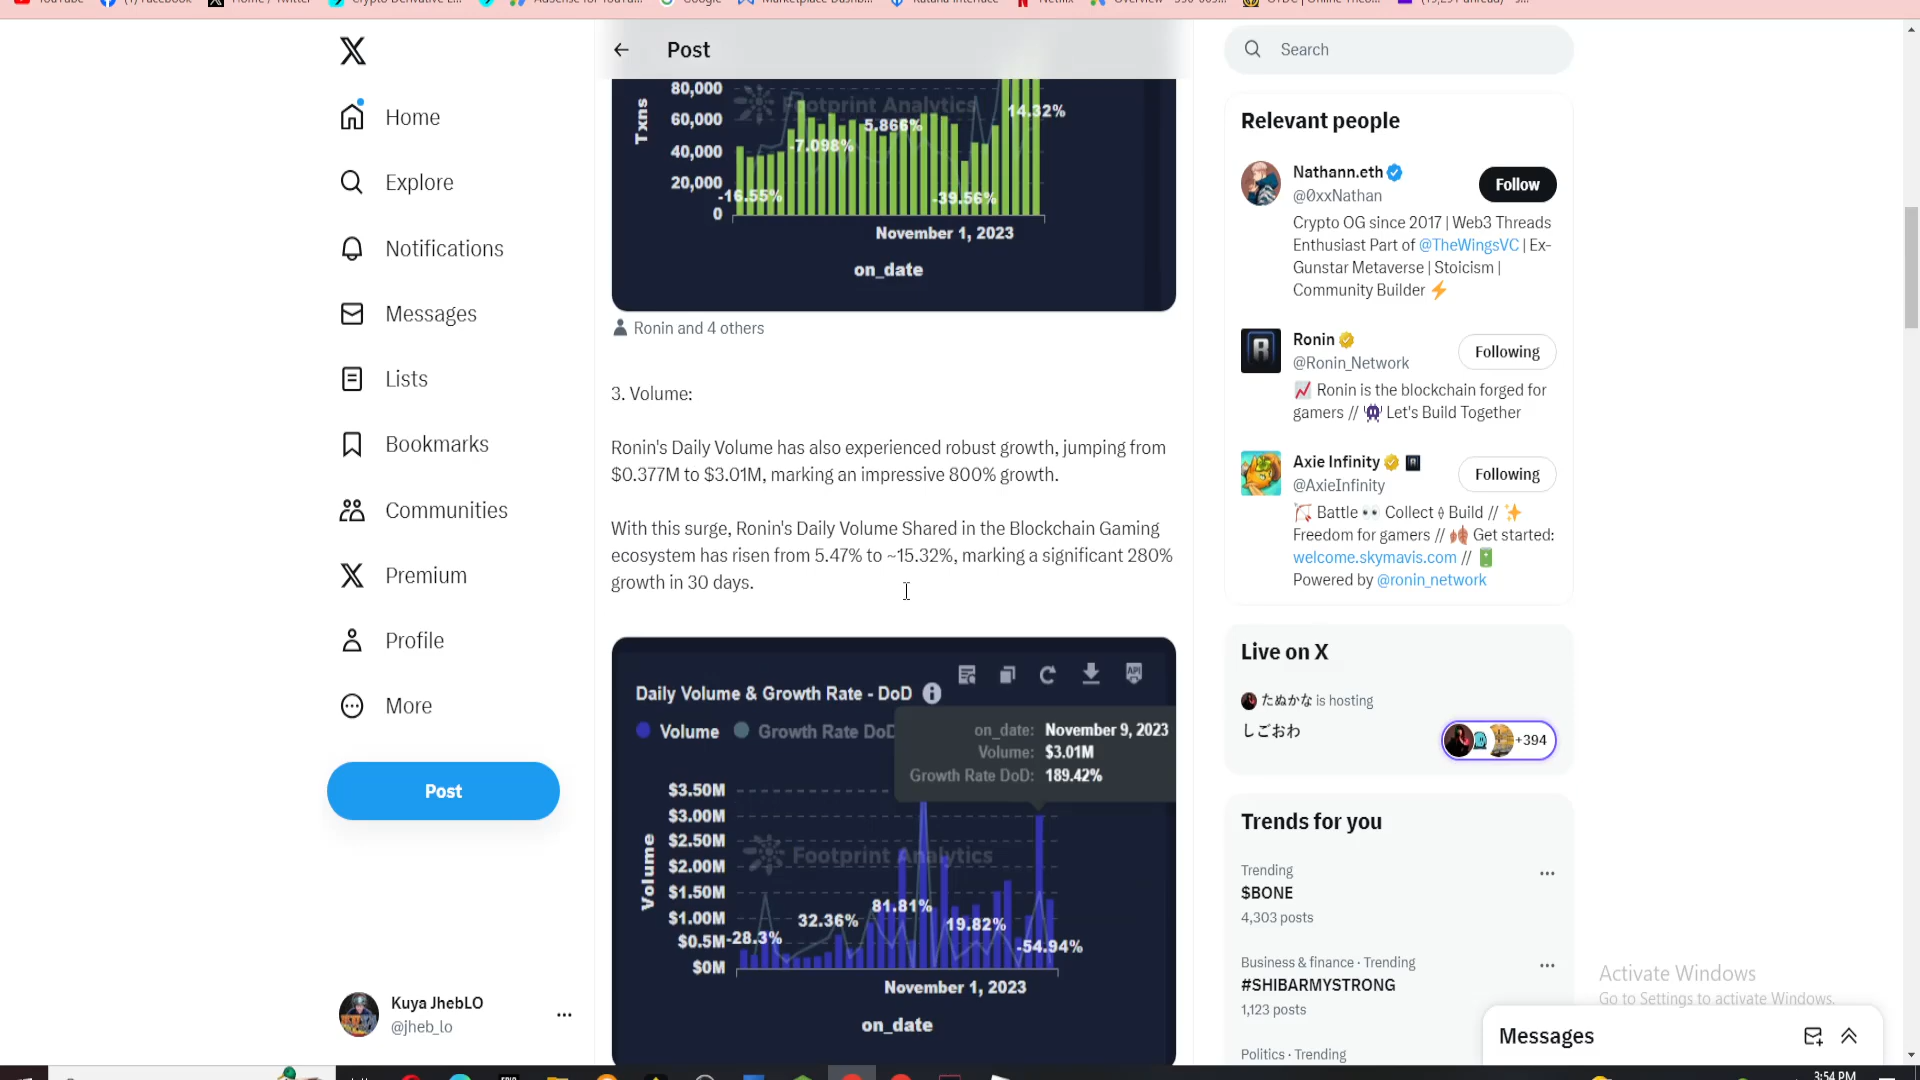 Post
Search
Home
Explore
Notifications
Messages
Lists
Bookmarks
Communities
Premium
Profile
More
Post
Kuya JhebLO
@jheb_lo
Txns
80,000
60,000
40,000
20,000
0
Footprint Analytics
14.32%
5.866%
-7.098%
-16.55%
-39.56%
November 1, 2023
on_date
Ronin and 4 others
3. Volume:
Ronin's Daily Volume has also experienced robust growth, jumping from
$0.377M to $3.01M, marking an impressive 800% growth.
With this surge, Ronin's Daily Volume Shared in the Blockchain Gaming
ecosystem has risen from 5.47% to ~15.32%, marking a significant 280%
growth in 30 days.
API
Daily Volume & Growth Rate - DoD
Volume
Growth Rate DoD
on_date: November 9, 2023
Volume: $3.01M
Growth Rate DoD: 189.42%
Volume
$3.50M
$3.00M
$2.50M
$2.00M
$1.50M
$1.00M
$0.5M
$0M
Footprint Analytics
81.81%
32.36%
19.82%
-28.3%
-54.94%
November 1, 2023
on_date
Relevant people
Nathann.eth
@0xxNathan
Follow
Crypto OG since 2017 | Web3 Threads
Enthusiast Part of @TheWingsVC | Ex-
Gunstar Metaverse | Stoicism |
Community Builder ⚡
Ronin
@Ronin_Network
Following
📈 Ronin is the blockchain forged for
gamers // 👾 Let's Build Together
Axie Infinity
@AxieInfinity
Following
🏹 Battle 👀 Collect ⚱ Build // ✨
Freedom for gamers // Get started:
welcome.skymavis.com // 🔋
Powered by @ronin_network
Live on X
たぬかな is hosting
しごおわ
+394
Trends for you
Trending
$BONE
4,303 posts
Business & finance · Trending
#SHIBARMYSTRONG
1,123 posts
Politics · Trending
Activate Windows
Go to Settings to activate Windows.
Messages
3:54 PM